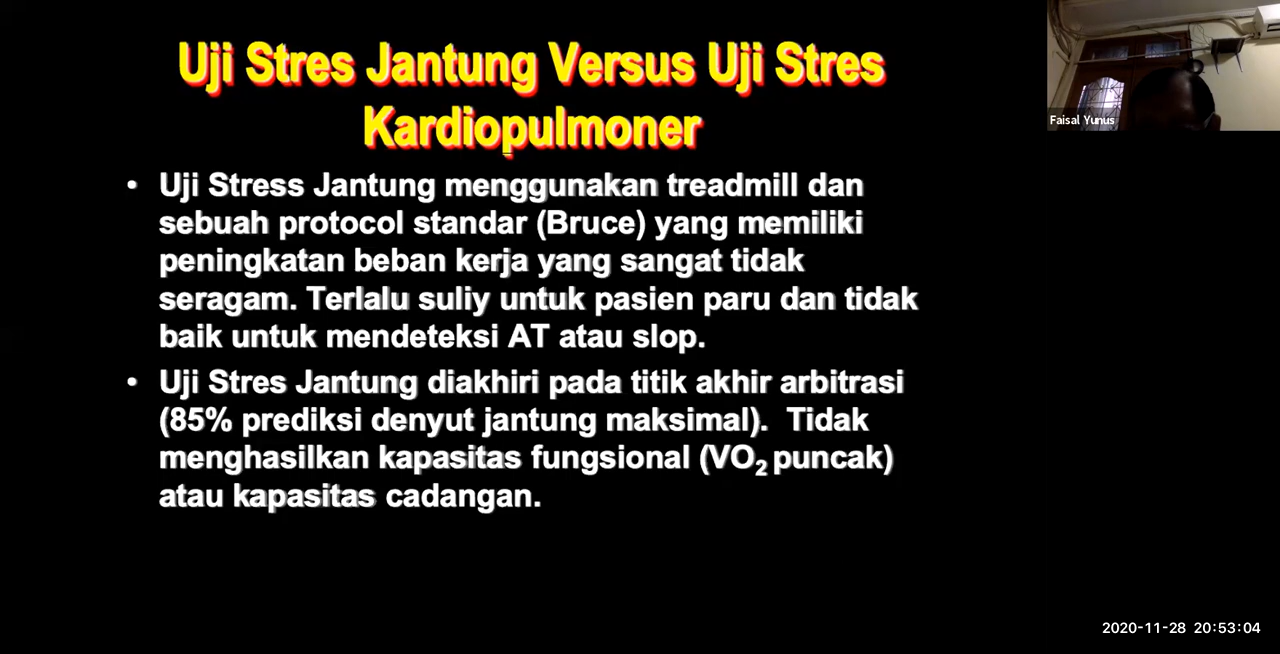 Uji Stres Jantung Versus Uji Stres
Kardiopulmoner
• Uji Stress Jantung menggunakan treadmill dan
sebuah protocol standar (Bruce) yang memiliki
peningkatan beban kerja yang sangat tidak
seragam. Terlalu suliy untuk pasien paru dan tidak
baik untuk mendeteksi AT atau slop.
• Uji Stres Jantung diakhiri pada titik akhir arbitrasi
(85% prediksi denyut jantung maksimal). Tidak
menghasilkan kapasitas fungsional (VO₂ puncak)
atau kapasitas cadangan.
Faisal Yunus
2020-11-28 20:53:04